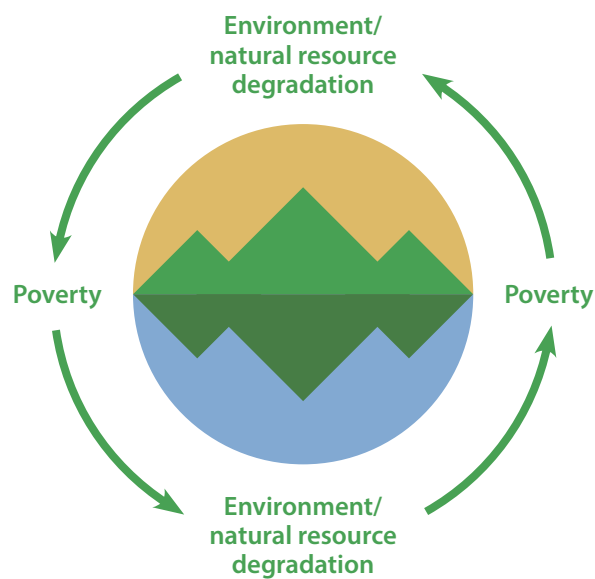 Environment/
natural resource
degradation
Poverty
Poverty
Environment/
natural resource
degradation